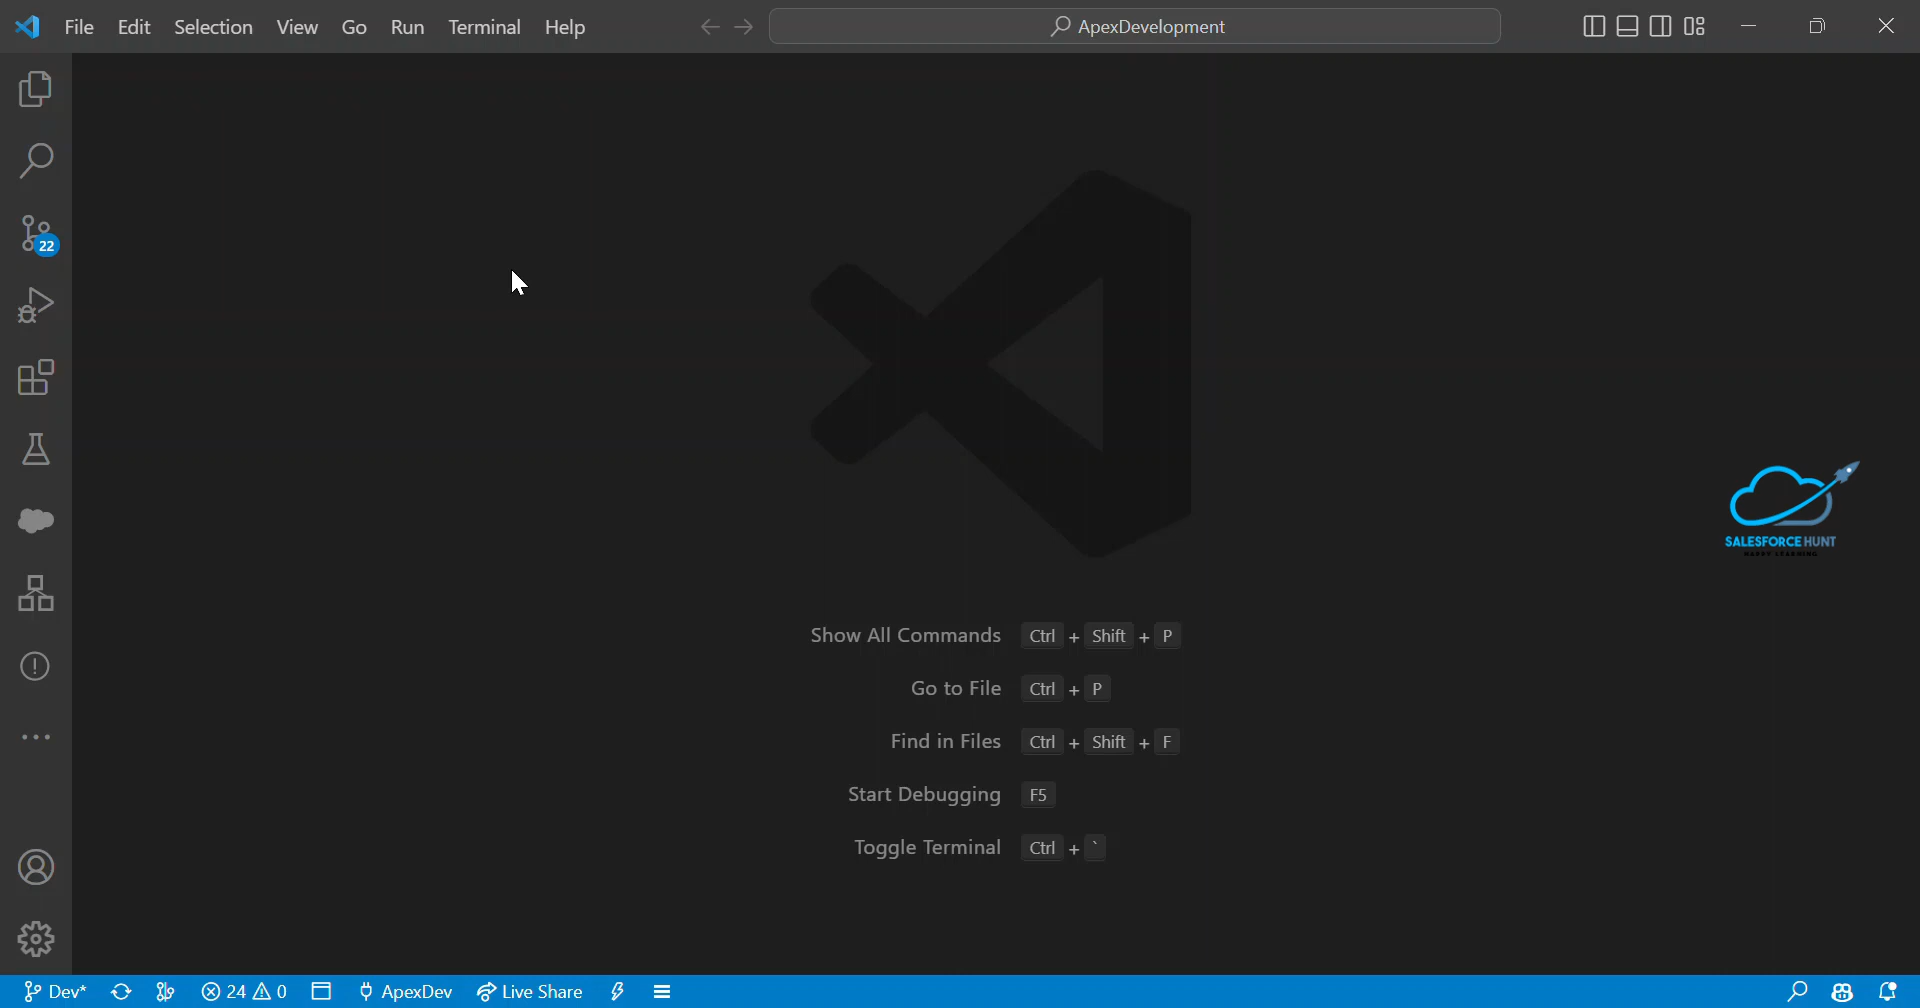 File Edit Selection View Go Run Terminal Help
ApexDevelopment
22
SALESFORCE HUNT
HAPPY LEARNING
Show All Commands Ctrl + Shift + P
Go to File Ctrl + P
Find in Files Ctrl + Shift + F
Start Debugging F5
Toggle Terminal Ctrl + `
Dev* 24 0 ApexDev Live Share